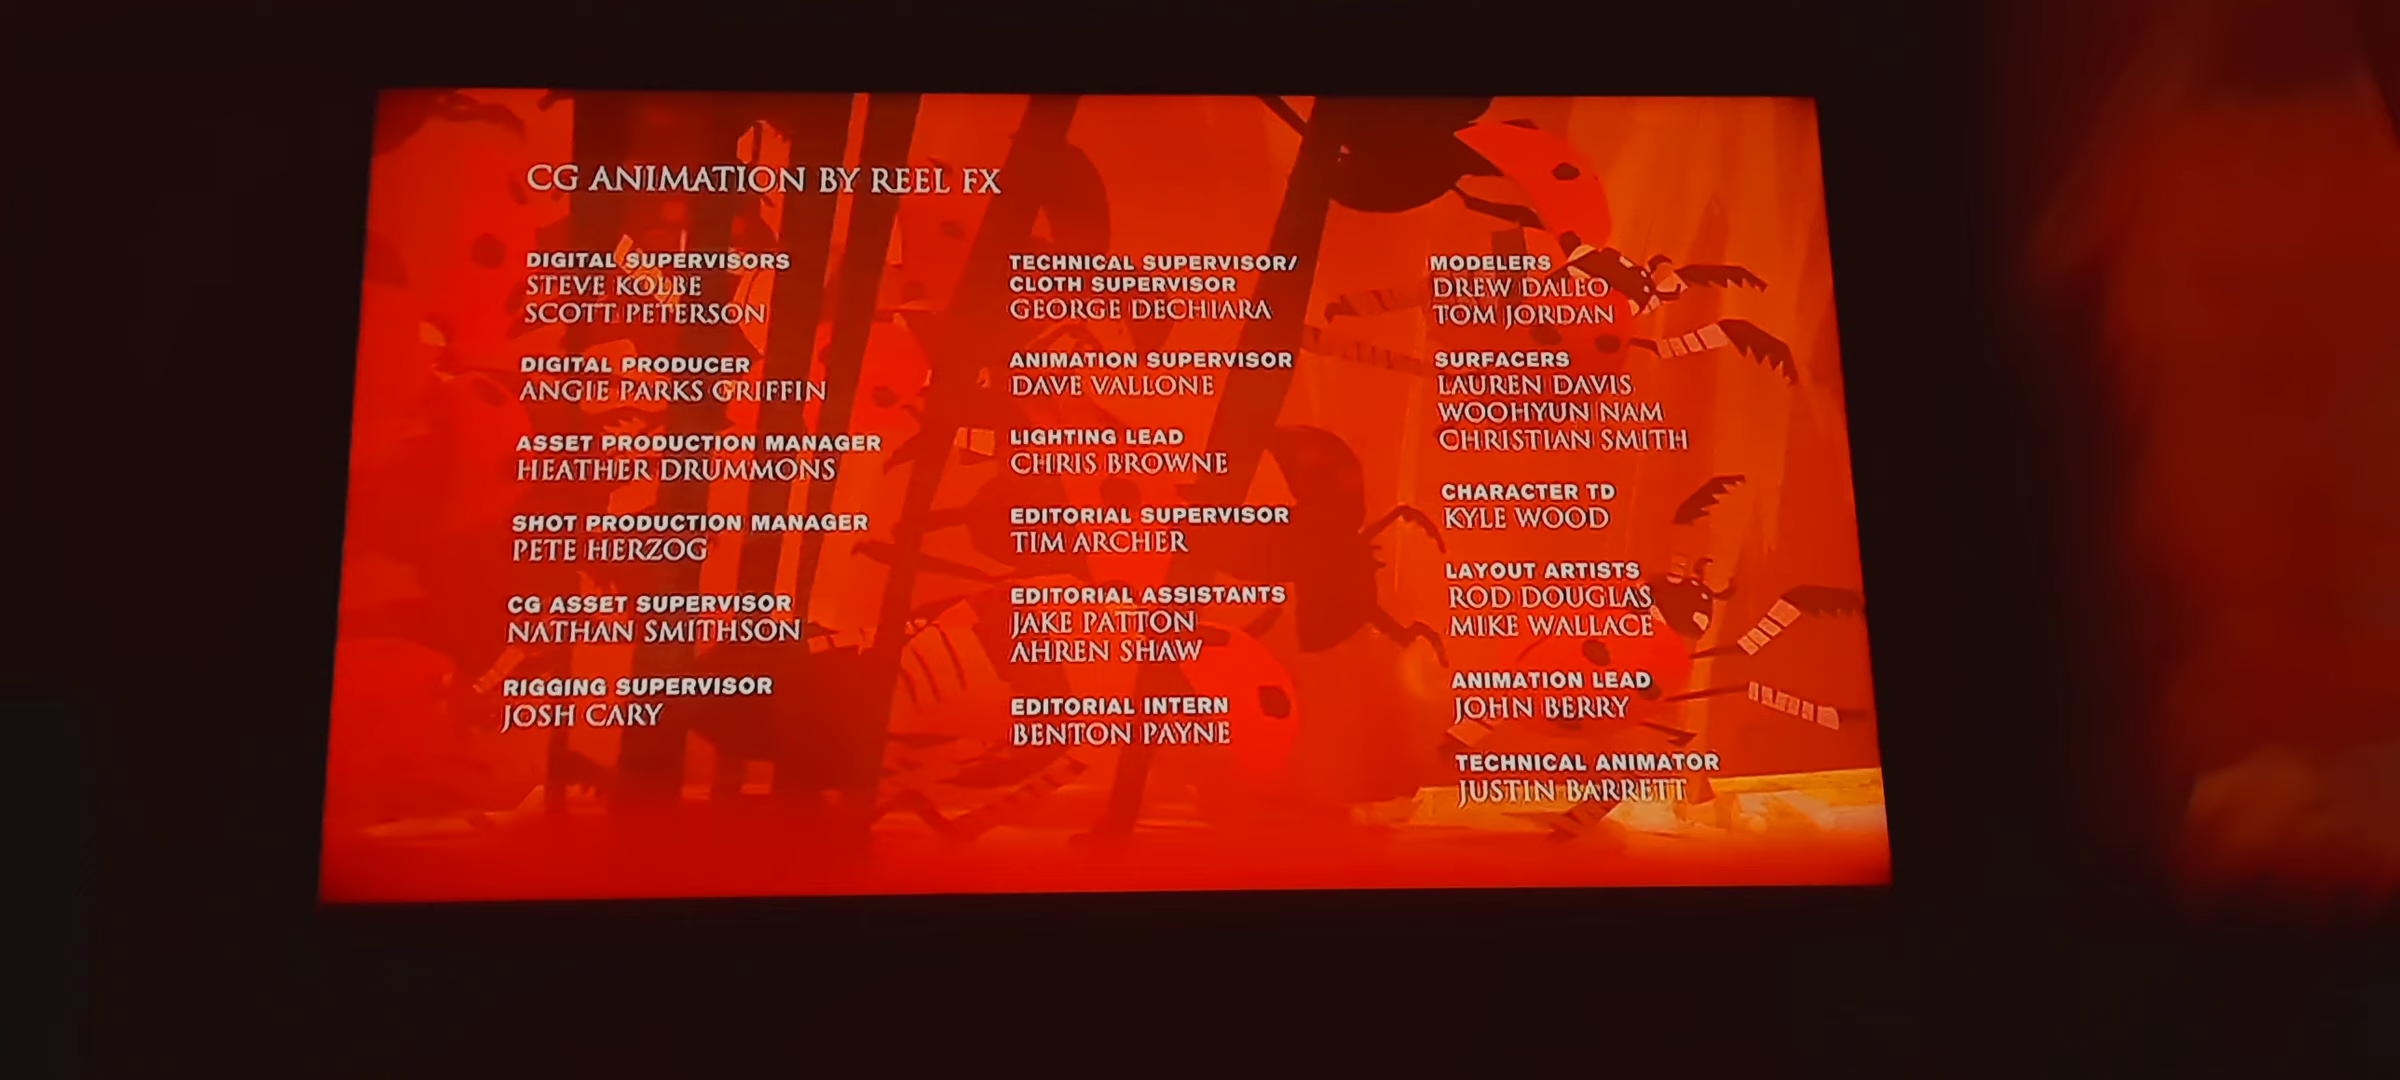 CG ANIMATION BY REEL FX
DIGITAL SUPERVISORS
STEVE KOLBE
SCOTT PETERSON
DIGITAL PRODUCER
ANGIE PARKS GRIFFIN
ASSET PRODUCTION MANAGER
HEATHER DRUMMONS
SHOT PRODUCTION MANAGER
PETE HERZOG
CG ASSET SUPERVISOR
NATHAN SMITHSON
RIGGING SUPERVISOR
JOSH CARY
TECHNICAL SUPERVISOR/
CLOTH SUPERVISOR
GEORGE DECHIARA
ANIMATION SUPERVISOR
DAVE VALLONE
LIGHTING LEAD
CHRIS BROWNE
EDITORIAL SUPERVISOR
TIM ARCHER
EDITORIAL ASSISTANTS
JAKE PATTON
AHREN SHAW
EDITORIAL INTERN
BENTON PAYNE
MODELERS
DREW DALEO
TOM JORDAN
SURFACERS
LAUREN DAVIS
WOOHYUN NAM
CHRISTIAN SMITH
CHARACTER TD
KYLE WOOD
LAYOUT ARTISTS
ROD DOUGLAS
MIKE WALLACE
ANIMATION LEAD
JOHN BERRY
TECHNICAL ANIMATOR
JUSTIN BARRETT